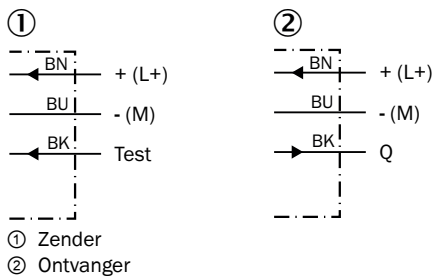 ①
BN + (L+)
BU - (M)
BK Test
②
BN + (L+)
BU - (M)
BK Q
① Zender
② Ontvanger